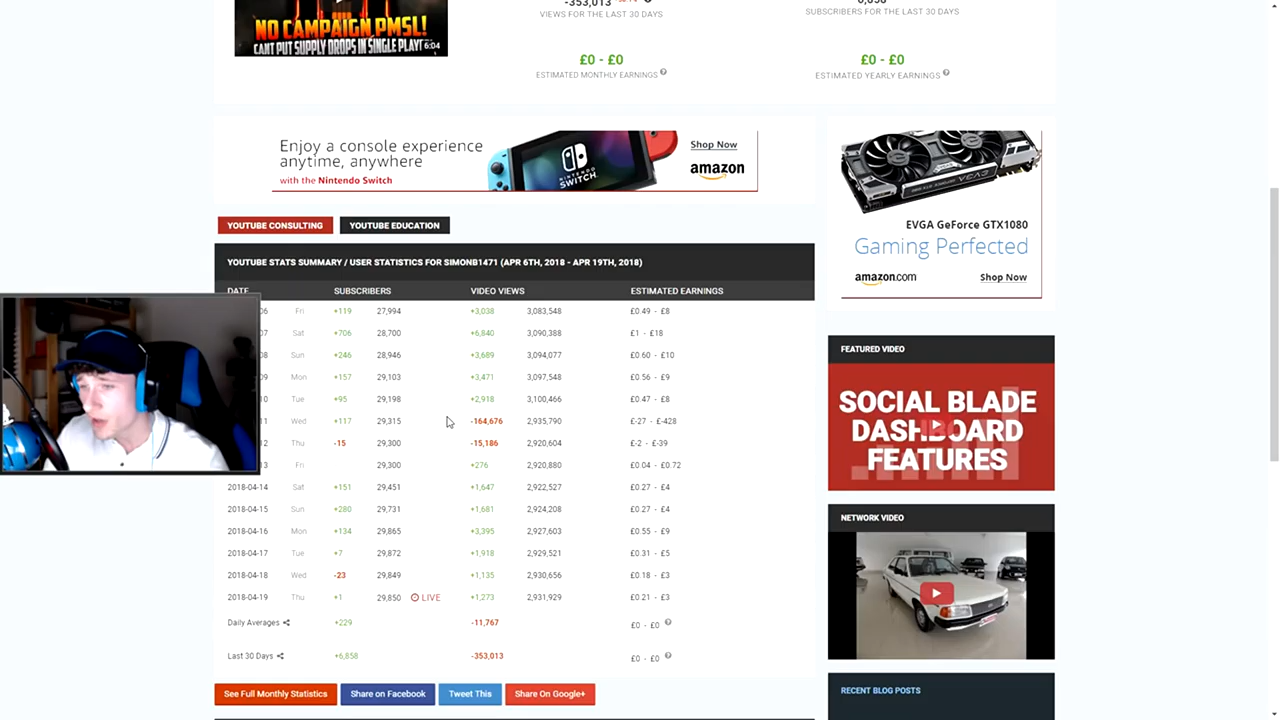 NO CAMPAIGN PMSL!
CANT PUT SUPPLY DROPS IN SINGLE PLAY
6:04
-353,013
VIEWS FOR THE LAST 30 DAYS
SUBSCRIBERS FOR THE LAST 30 DAYS
£0 - £0
ESTIMATED MONTHLY EARNINGS
£0 - £0
ESTIMATED YEARLY EARNINGS
Enjoy a console experience
anytime, anywhere
with the Nintendo Switch
NINTENDO
SWITCH
Shop Now
amazon
EVGA GeForce GTX1080
Gaming Perfected
amazon.com Shop Now
YOUTUBE CONSULTING YOUTUBE EDUCATION
YOUTUBE STATS SUMMARY / USER STATISTICS FOR SIMONB1471 (APR 6TH, 2018 - APR 19TH, 2018)
DATE SUBSCRIBERS VIDEO VIEWS ESTIMATED EARNINGS
06 Fri +119 27,994 +3,038 3,083,548 £0.49 - £8
07 Sat +706 28,700 +6,840 3,090,388 £1 - £18
08 Sun +246 28,946 +3,689 3,094,077 £0.60 - £10
09 Mon +157 29,103 +3,471 3,097,548 £0.56 - £9
10 Tue +95 29,198 +2,918 3,100,466 £0.47 - £8
11 Wed +117 29,315 -164,676 2,935,790 £-27 - £-428
12 Thu -15 29,300 -15,186 2,920,604 £-2 - £-39
13 Fri 29,300 +276 2,920,880 £0.04 - £0.72
2018-04-14 Sat +151 29,451 +1,647 2,922,527 £0.27 - £4
2018-04-15 Sun +280 29,731 +1,681 2,924,208 £0.27 - £4
2018-04-16 Mon +134 29,865 +3,395 2,927,603 £0.55 - £9
2018-04-17 Tue +7 29,872 +1,918 2,929,521 £0.31 - £5
2018-04-18 Wed -23 29,849 +1,135 2,930,656 £0.18 - £3
2018-04-19 Thu +1 29,850 LIVE +1,273 2,931,929 £0.21 - £3
Daily Averages +229 -11,767 £0 - £0
Last 30 Days +6,858 -353,013 £0 - £0
See Full Monthly Statistics Share on Facebook Tweet This Share On Google+
FEATURED VIDEO
SOCIAL BLADE
DASHBOARD
FEATURES
NETWORK VIDEO
RECENT BLOG POSTS